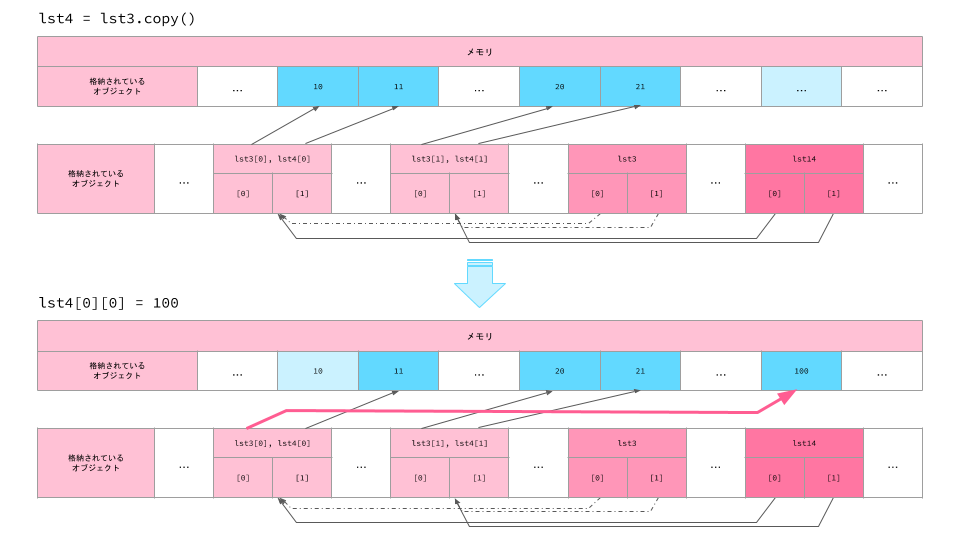 lst4 = lst3.copy()
メモリ
格納されている
オブジェクト
... 10 11 ... 20 21 ... ... ...
格納されている
オブジェクト
... lst3[0], lst4[0] ... lst3[1], lst4[1] ... lst3 ... lst14 ...
[0] [1] [0] [1] [0] [1] [0] [1]
lst4[0][0] = 100
メモリ
格納されている
オブジェクト
... 10 11 ... 20 21 ... 100 ...
格納されている
オブジェクト
... lst3[0], lst4[0] ... lst3[1], lst4[1] ... lst3 ... lst14 ...
[0] [1] [0] [1] [0] [1] [0] [1]